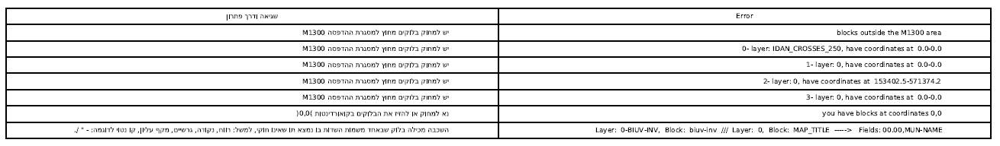 שגיאה ודרך פתרון	Error
יש למחוק בלוקים מחוץ למסגרת ההדפסה M1300	blocks outside the M1300 area
יש למחוק בלוקים מחוץ למסגרת ההדפסה M1300	0- layer: IDAN_CROSSES_250, have coordinates at 0.0-0.0
יש למחוק בלוקים מחוץ למסגרת ההדפסה M1300	1- layer: 0, have coordinates at 0.0-0.0
יש למחוק בלוקים מחוץ למסגרת ההדפסה M1300	2- layer: 0, have coordinates at 153402.5-571374.2
יש למחוק בלוקים מחוץ למסגרת ההדפסה M1300	3- layer: 0, have coordinates at 0.0-0.0
נא למחוק או להזיז את הבלוקים בקואורדינטות )0,0(	you have blocks at coordinates 0,0
השכבה מכילה בלוק שבאחד משמות השדות בו נמצא תו שאינו חוקי, למשל: רווח, נקודה, גרשיים, מקף עליון, קו נטוי לדוגמה: - " /.	Layer: 0-BIUV-INV, Block: biuv-inv /// Layer: 0, Block: MAP_TITLE -----> Fields: 00.00,MUN-NAME